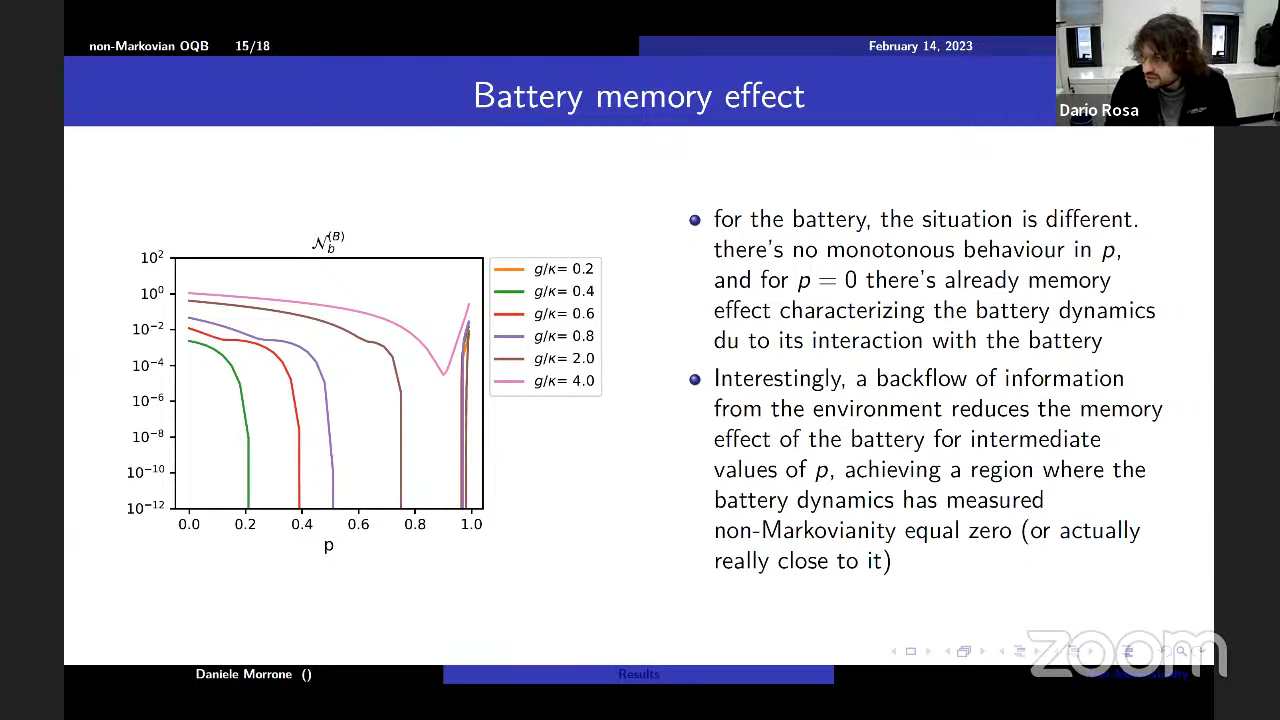 non-Markovian OQB 15/18
February 14, 2023
Battery memory effect
Dario Rosa
𝒩_b^(B)
10^2
10^0
10^−2
10^−4
10^−6
10^−8
10^−10
10^−12
0.0 0.2 0.4 0.6 0.8 1.0
p
g/κ= 0.2
g/κ= 0.4
g/κ= 0.6
g/κ= 0.8
g/κ= 2.0
g/κ= 4.0
for the battery, the situation is different.
there's no monotonous behaviour in p,
and for p = 0 there's already memory
effect characterizing the battery dynamics
du to its interaction with the battery
Interestingly, a backflow of information
from the environment reduces the memory
effect of the battery for intermediate
values of p, achieving a region where the
battery dynamics has measured
non-Markovianity equal zero (or actually
really close to it)
zoom
Daniele Morrone ()
Results